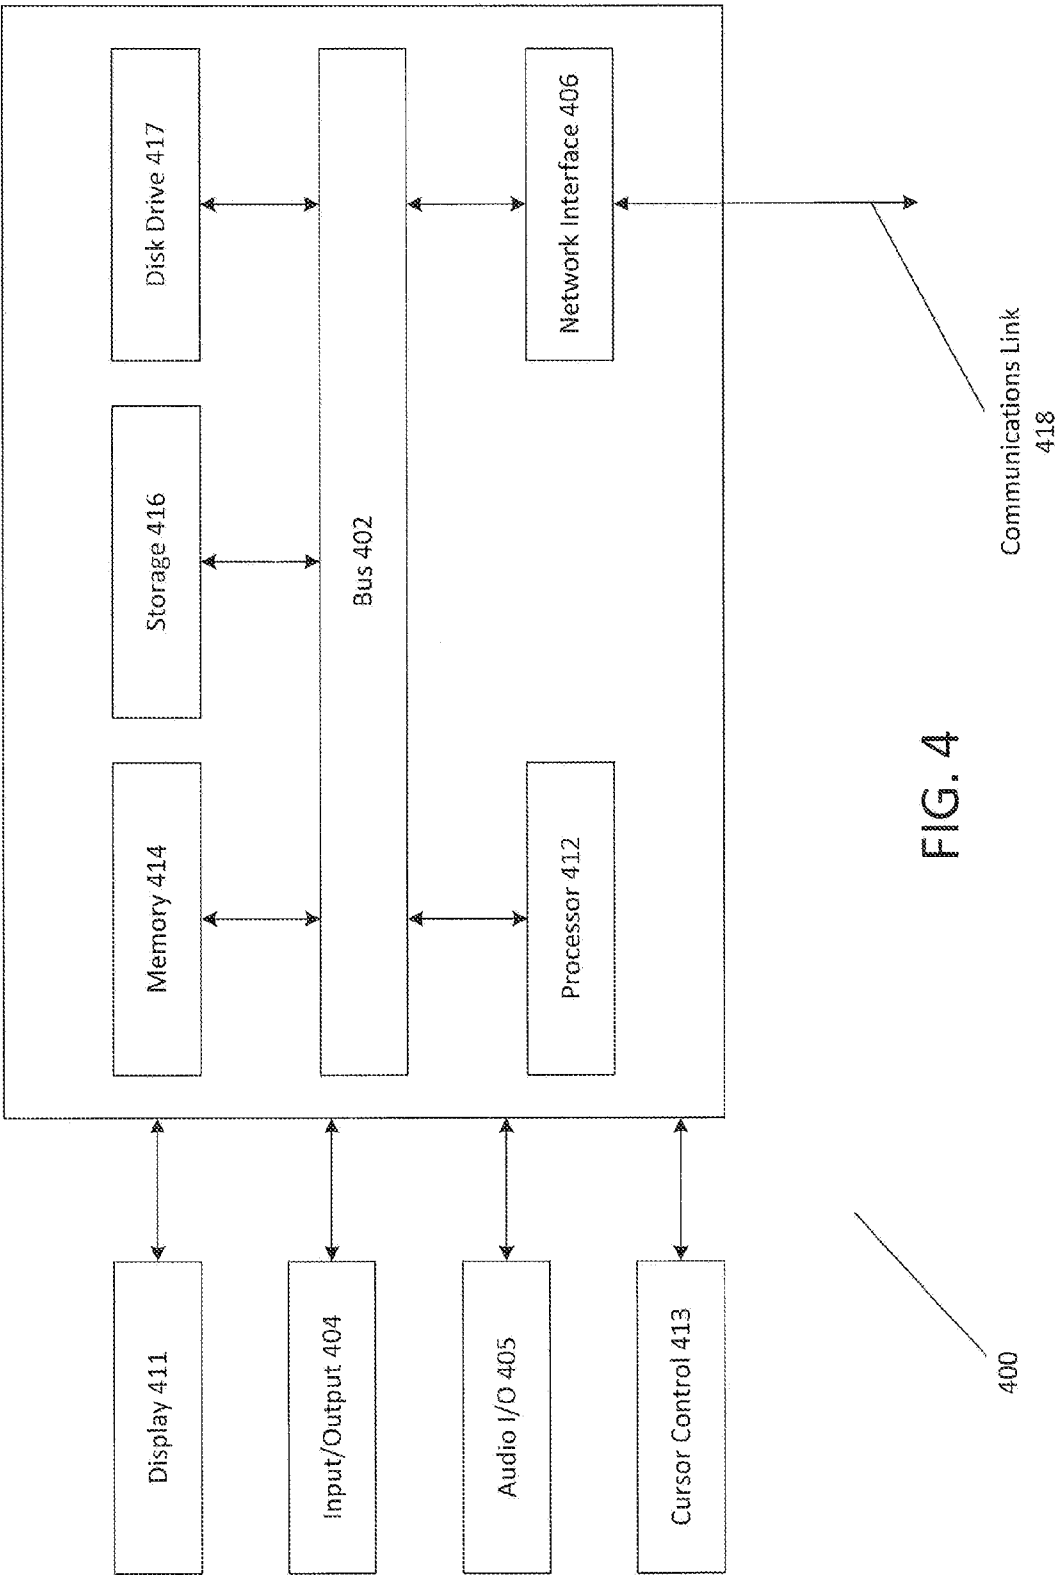 Display 411
Input/Output 404
Audio I/O 405
Cursor Control 413
Memory 414
Storage 416
Disk Drive 417
Bus 402
Processor 412
Network Interface 406
Communications Link
418
400
FIG. 4